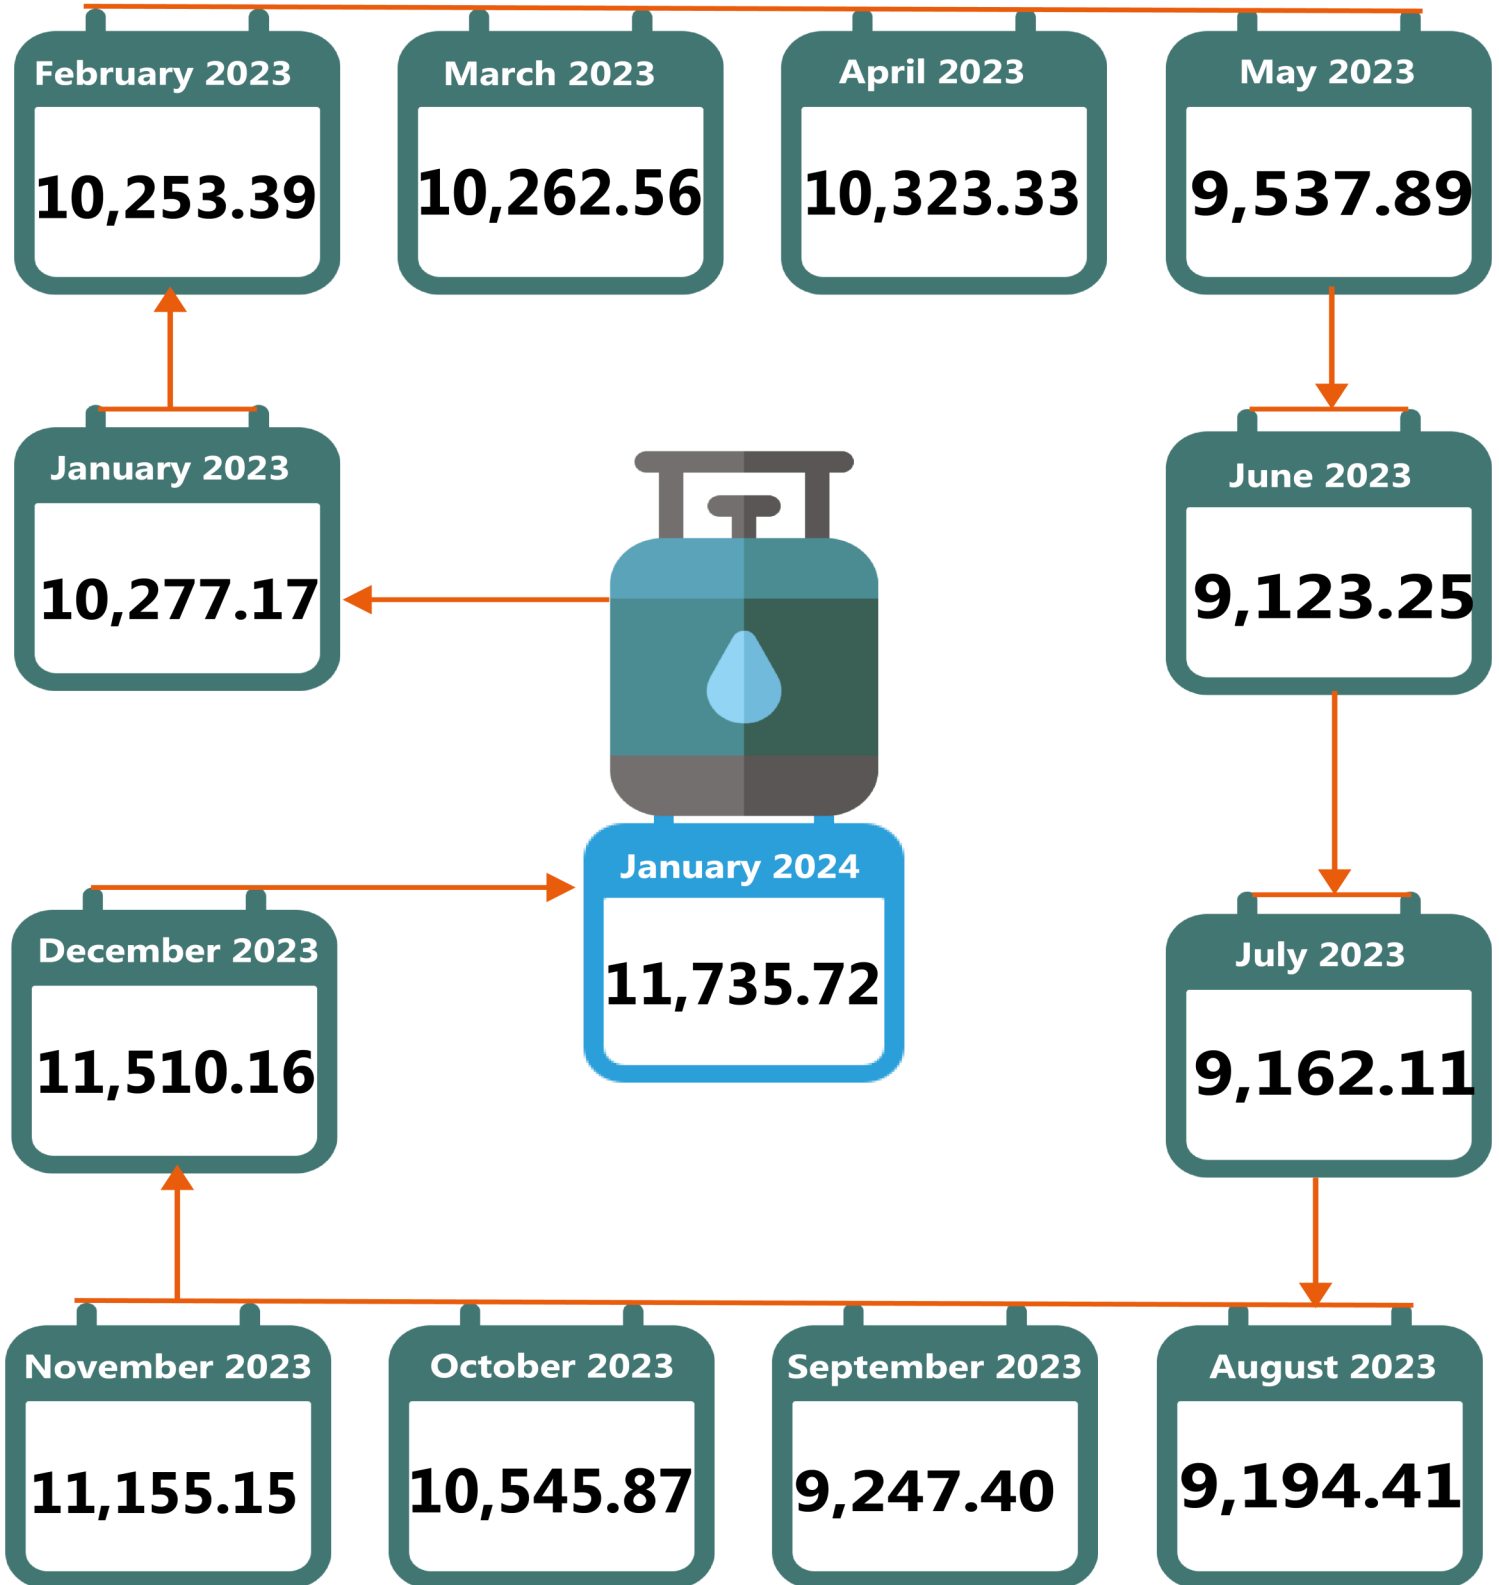 February 2023
10,253.39
March 2023
10,262.56
April 2023
10,323.33
May 2023
9,537.89
January 2023
10,277.17
June 2023
9,123.25
January 2024
11,735.72
December 2023
11,510.16
July 2023
9,162.11
November 2023
11,155.15
October 2023
10,545.87
September 2023
9,247.40
August 2023
9,194.41